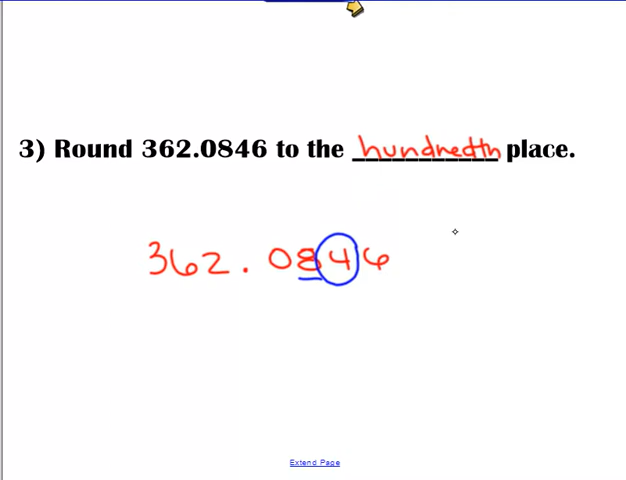 3) Round 362.0846 to the hundredth place.
362.0846
Extend Page